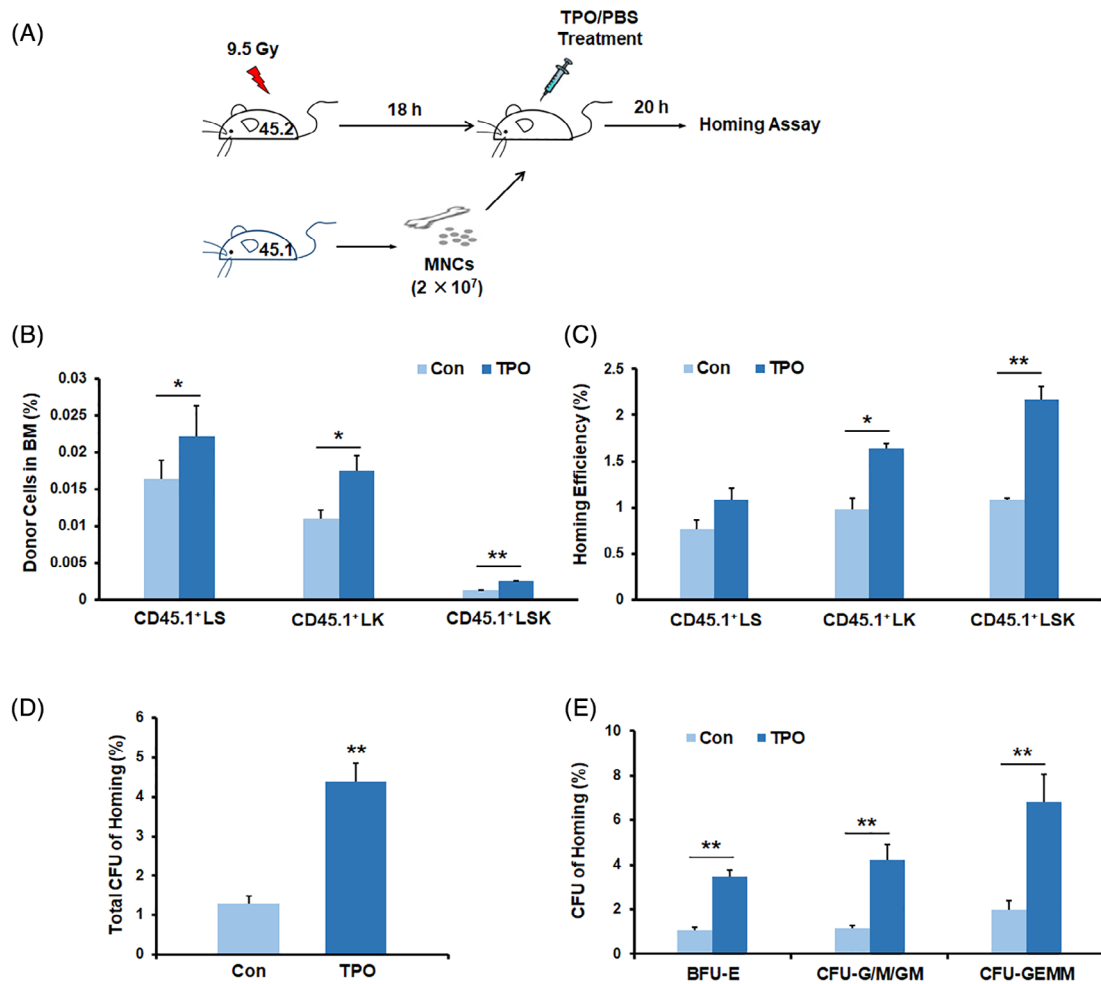 (A)
TPO/PBS
Treatment
9.5 Gy
45.2
18 h
20 h
Homing Assay
45.1
MNCs
(2 × 10⁷)
(B)
Con TPO
Donor Cells in BM (%)
0.03
0.025
0.02
0.015
0.01
0.005
0
*
*
**
CD45.1⁺LS CD45.1⁺LK CD45.1⁺LSK
(C)
Con TPO
Homing Efficiency (%)
2.5
2
1.5
1
0.5
0
*
**
CD45.1⁺LS CD45.1⁺LK CD45.1⁺LSK
(D)
Total CFU of Homing (%)
6
5
4
3
2
1
0
**
Con TPO
(E)
Con TPO
CFU of Homing (%)
10
8
6
4
2
0
**
**
**
BFU-E CFU-G/M/GM CFU-GEMM